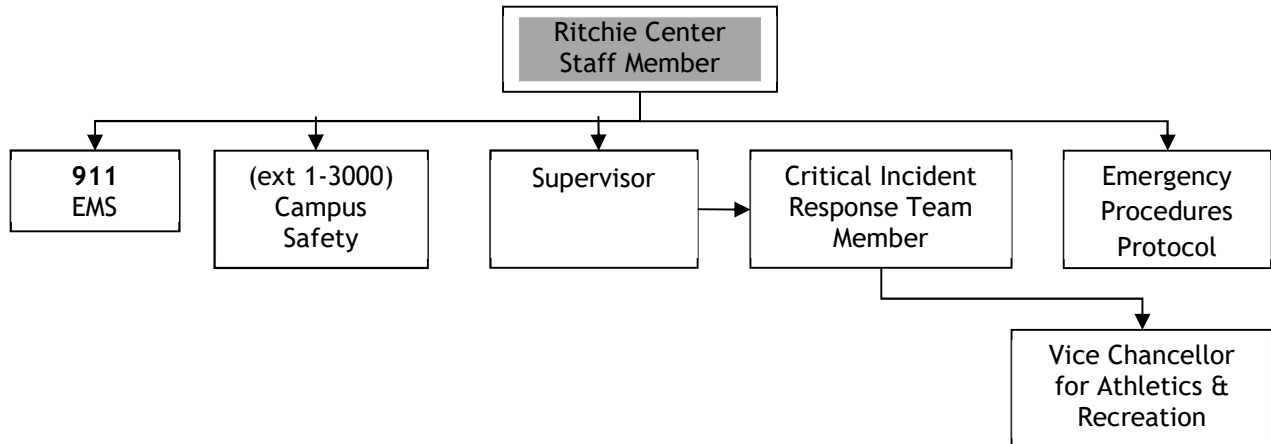 Ritchie Center
Staff Member
911
EMS
(ext 1-3000)
Campus
Safety
Supervisor
Critical Incident
Response Team
Member
Emergency
Procedures
Protocol
Vice Chancellor
for Athletics &
Recreation